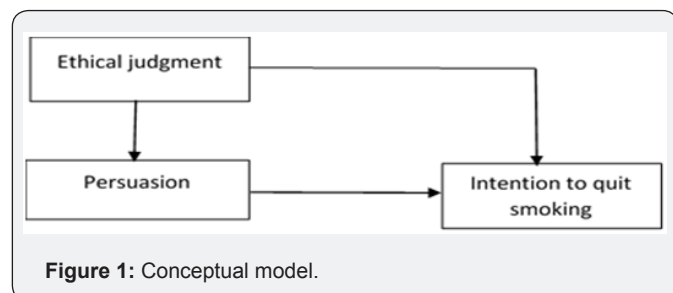 Ethical judgment
Persuasion
Intention to quit
smoking
Figure 1: Conceptual model.